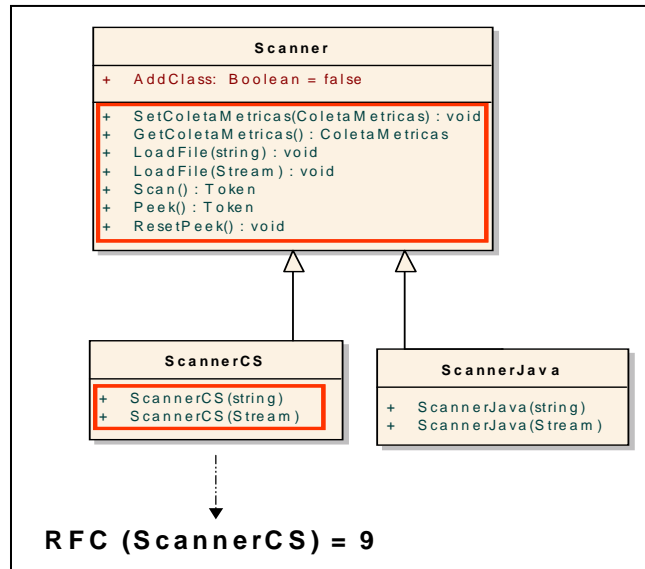 Scanner
+ AddClass: Boolean = false
+ SetColetaMetricas(ColetaMetricas) : void
+ GetColetaMetricas() : ColetaMetricas
+ LoadFile(string) : void
+ LoadFile(Stream) : void
+ Scan() : Token
+ Peek() : Token
+ ResetPeek() : void
ScannerCS
+ ScannerCS(string)
+ ScannerCS(Stream)
ScannerJava
+ ScannerJava(string)
+ ScannerJava(Stream)
RFC (ScannerCS) = 9